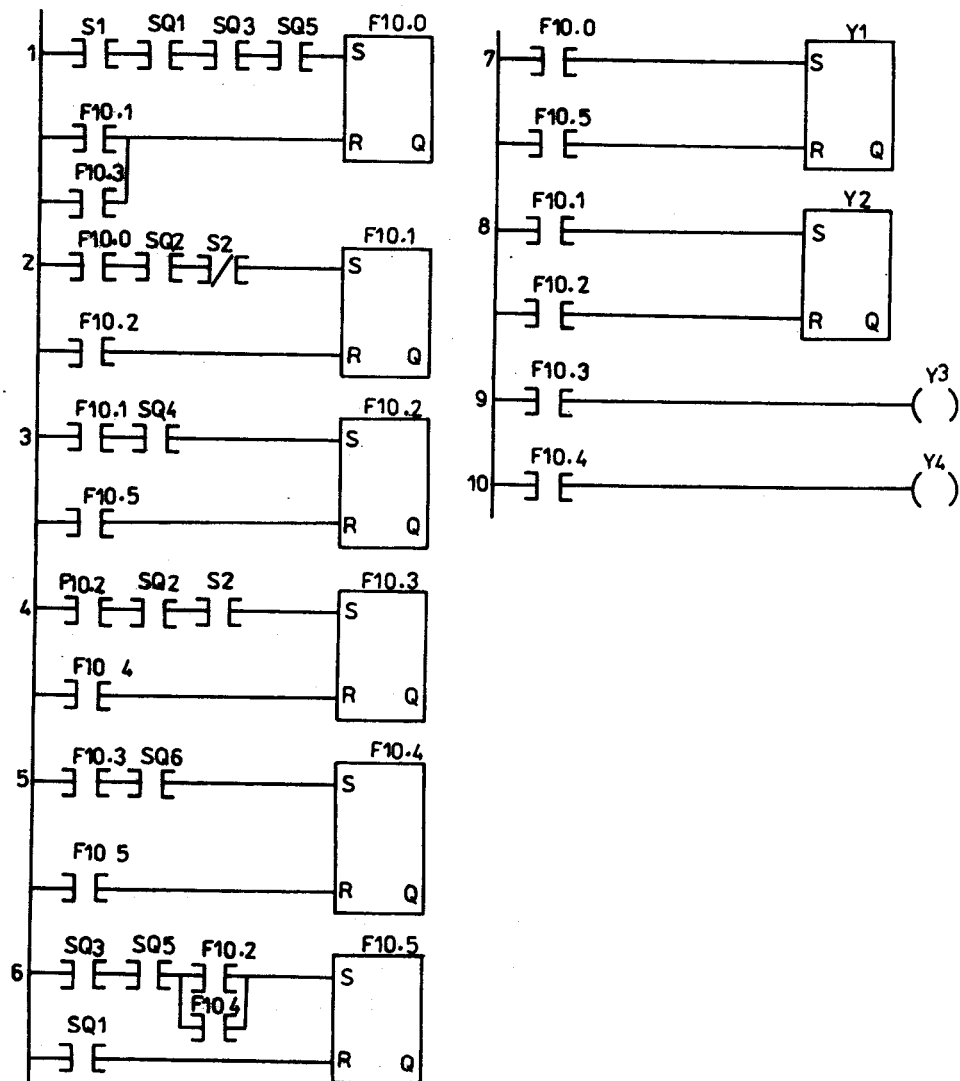 S1 SQ1 SQ3 SQ5 F10.0
1 S
F10.1
R Q
F10.3
F10.0 SQ2 S2 F10.1
2 S
F10.2
R Q
F10.1 SQ4 F10.2
3 S
F10.5
R Q
F10.2 SQ2 S2 F10.3
4 S
F10 4
R Q
F10.3 SQ6 F10.4
5 S
F10 5
R Q
SQ3 SQ5 F10.2 F10.5
6 S
F10.4
SQ1
R Q
F10.0 Y1
7 S
F10.5
R Q
F10.1 Y2
8 S
F10.2
R Q
F10.3 Y3
9
F10.4 Y4
10